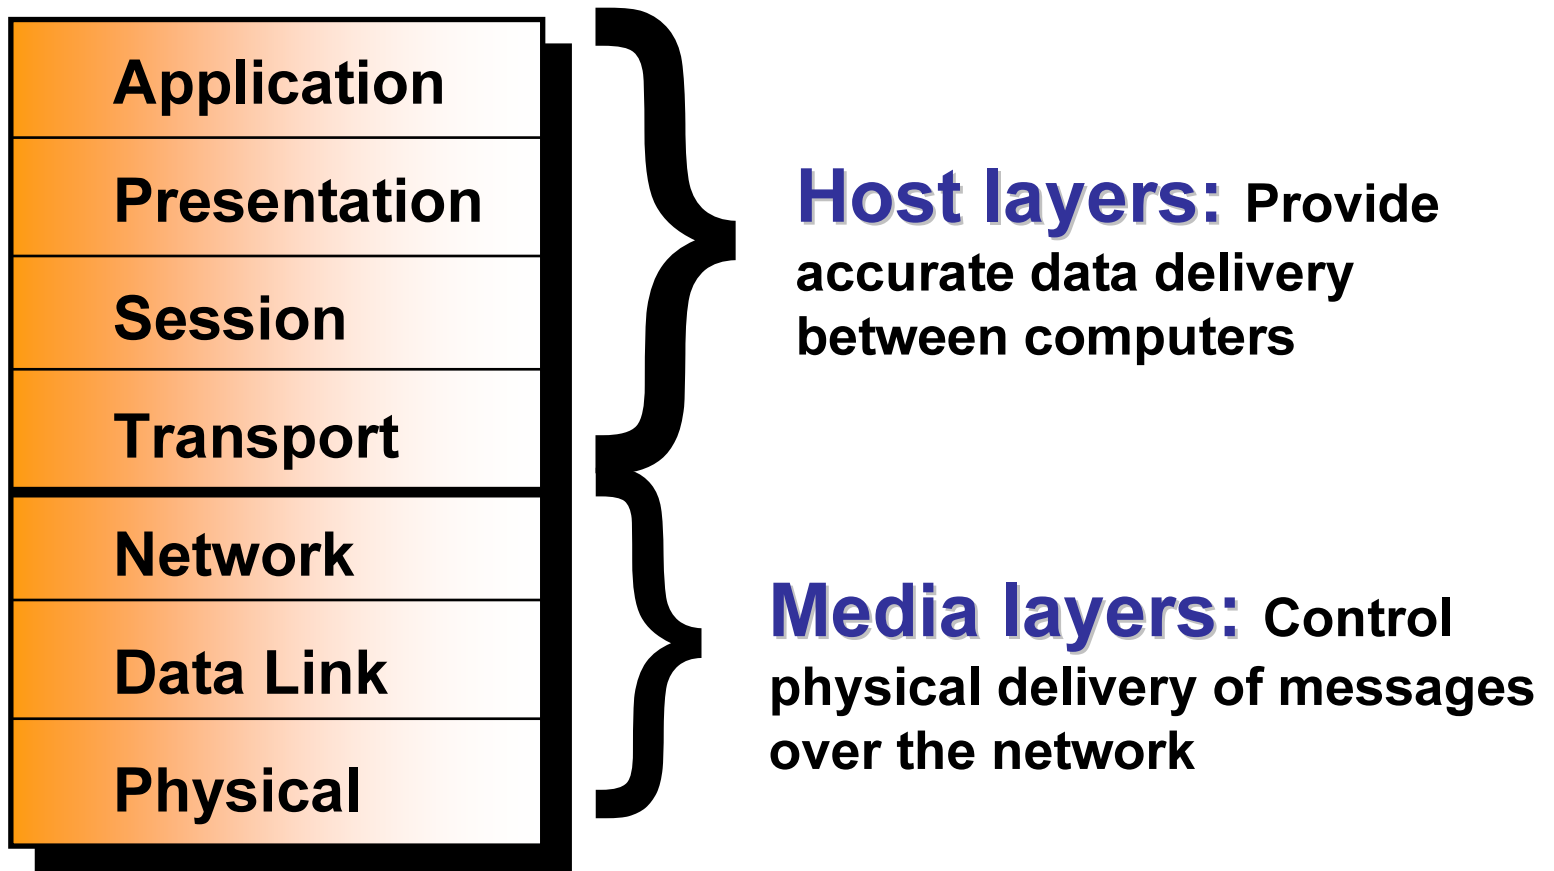 Application
Presentation
Session
Transport
Network
Data Link
Physical
Host layers: Provide
accurate data delivery
between computers
Media layers: Control
physical delivery of messages
over the network